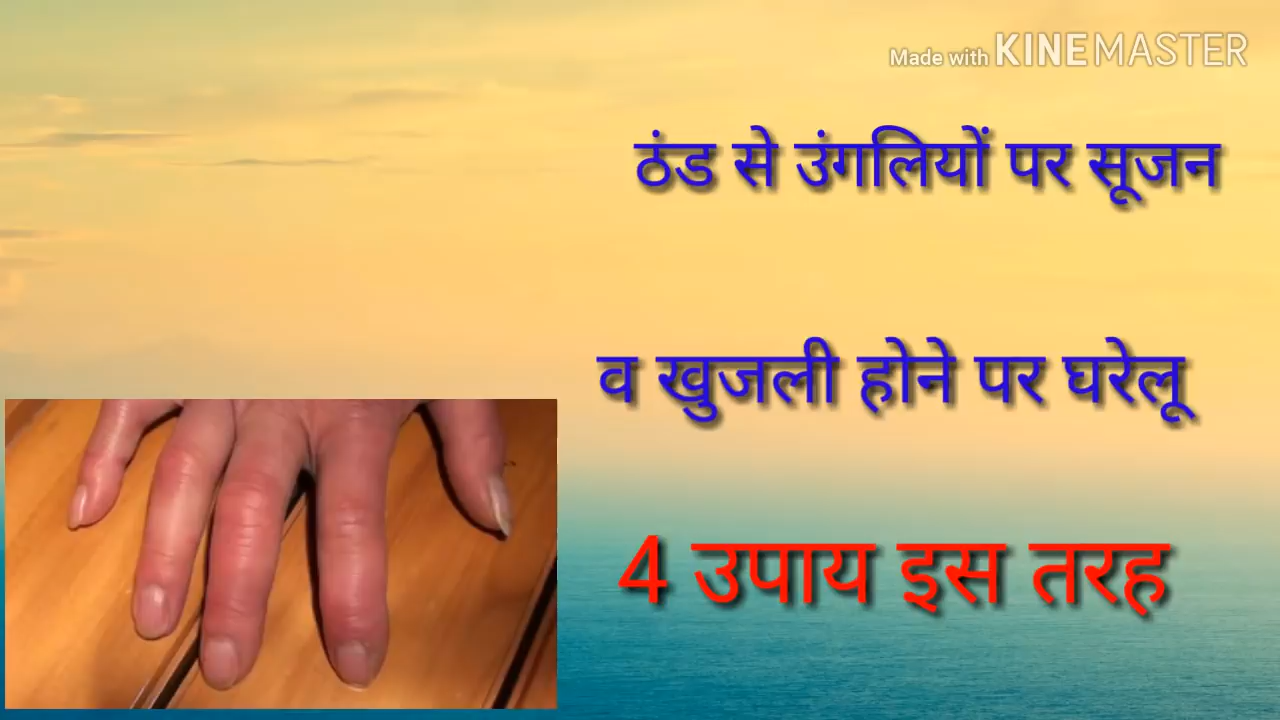 Made with KINEMASTER
ठंड से उंगलियों पर सूजन
व खुजली होने पर घरेलू
4 उपाय इस तरह